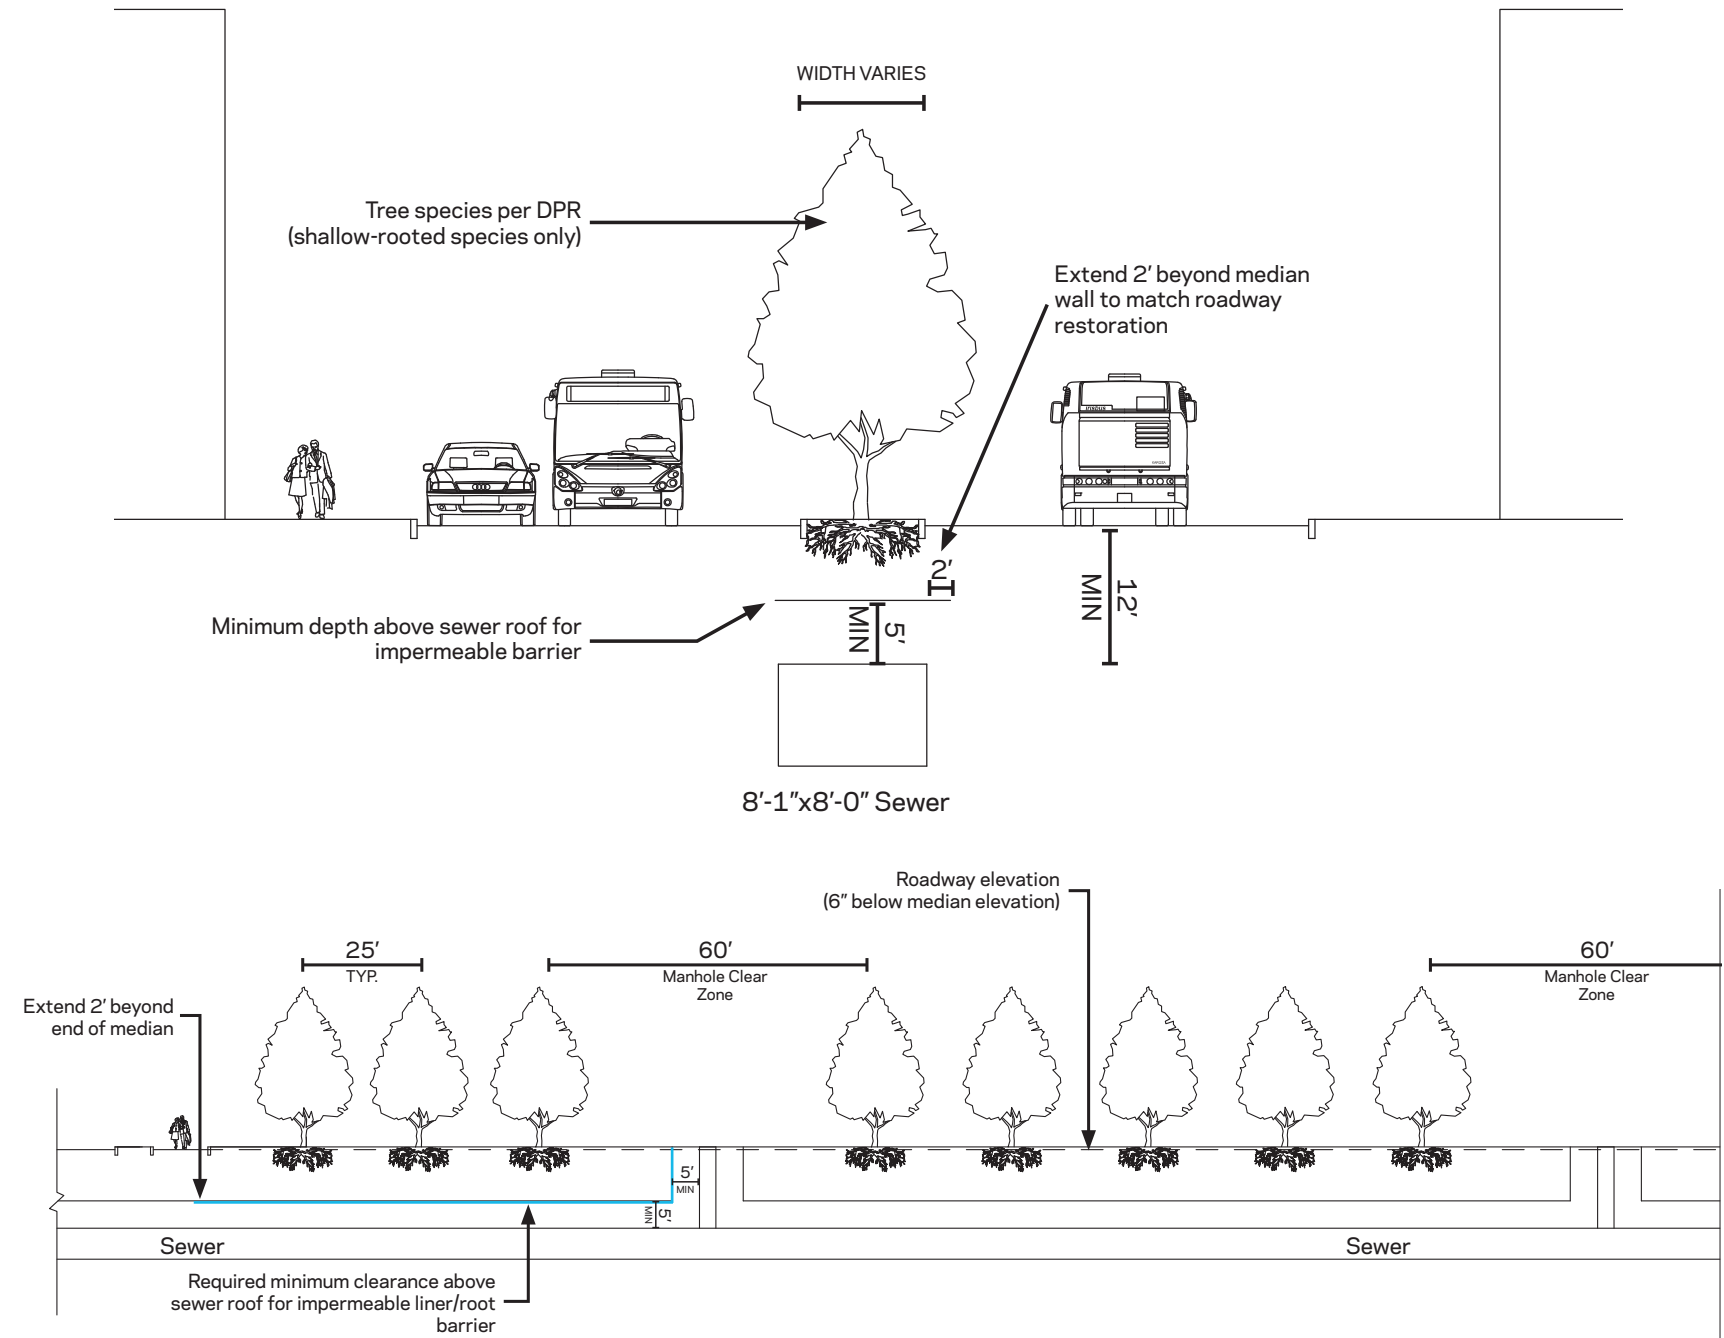 WIDTH VARIES
Tree species per DPR
(shallow-rooted species only)
Extend 2' beyond median
wall to match roadway
restoration
2'
12'
MIN
5'
MIN
Minimum depth above sewer roof for
impermeable barrier
8'-1"x8'-0" Sewer
Roadway elevation
(6" below median elevation)
25'
TYP.
60'
Manhole Clear
Zone
60'
Manhole Clear
Zone
Extend 2' beyond
end of median
5'
MIN
5'
MIN
Sewer
Sewer
Required minimum clearance above
sewer roof for impermeable liner/root
barrier